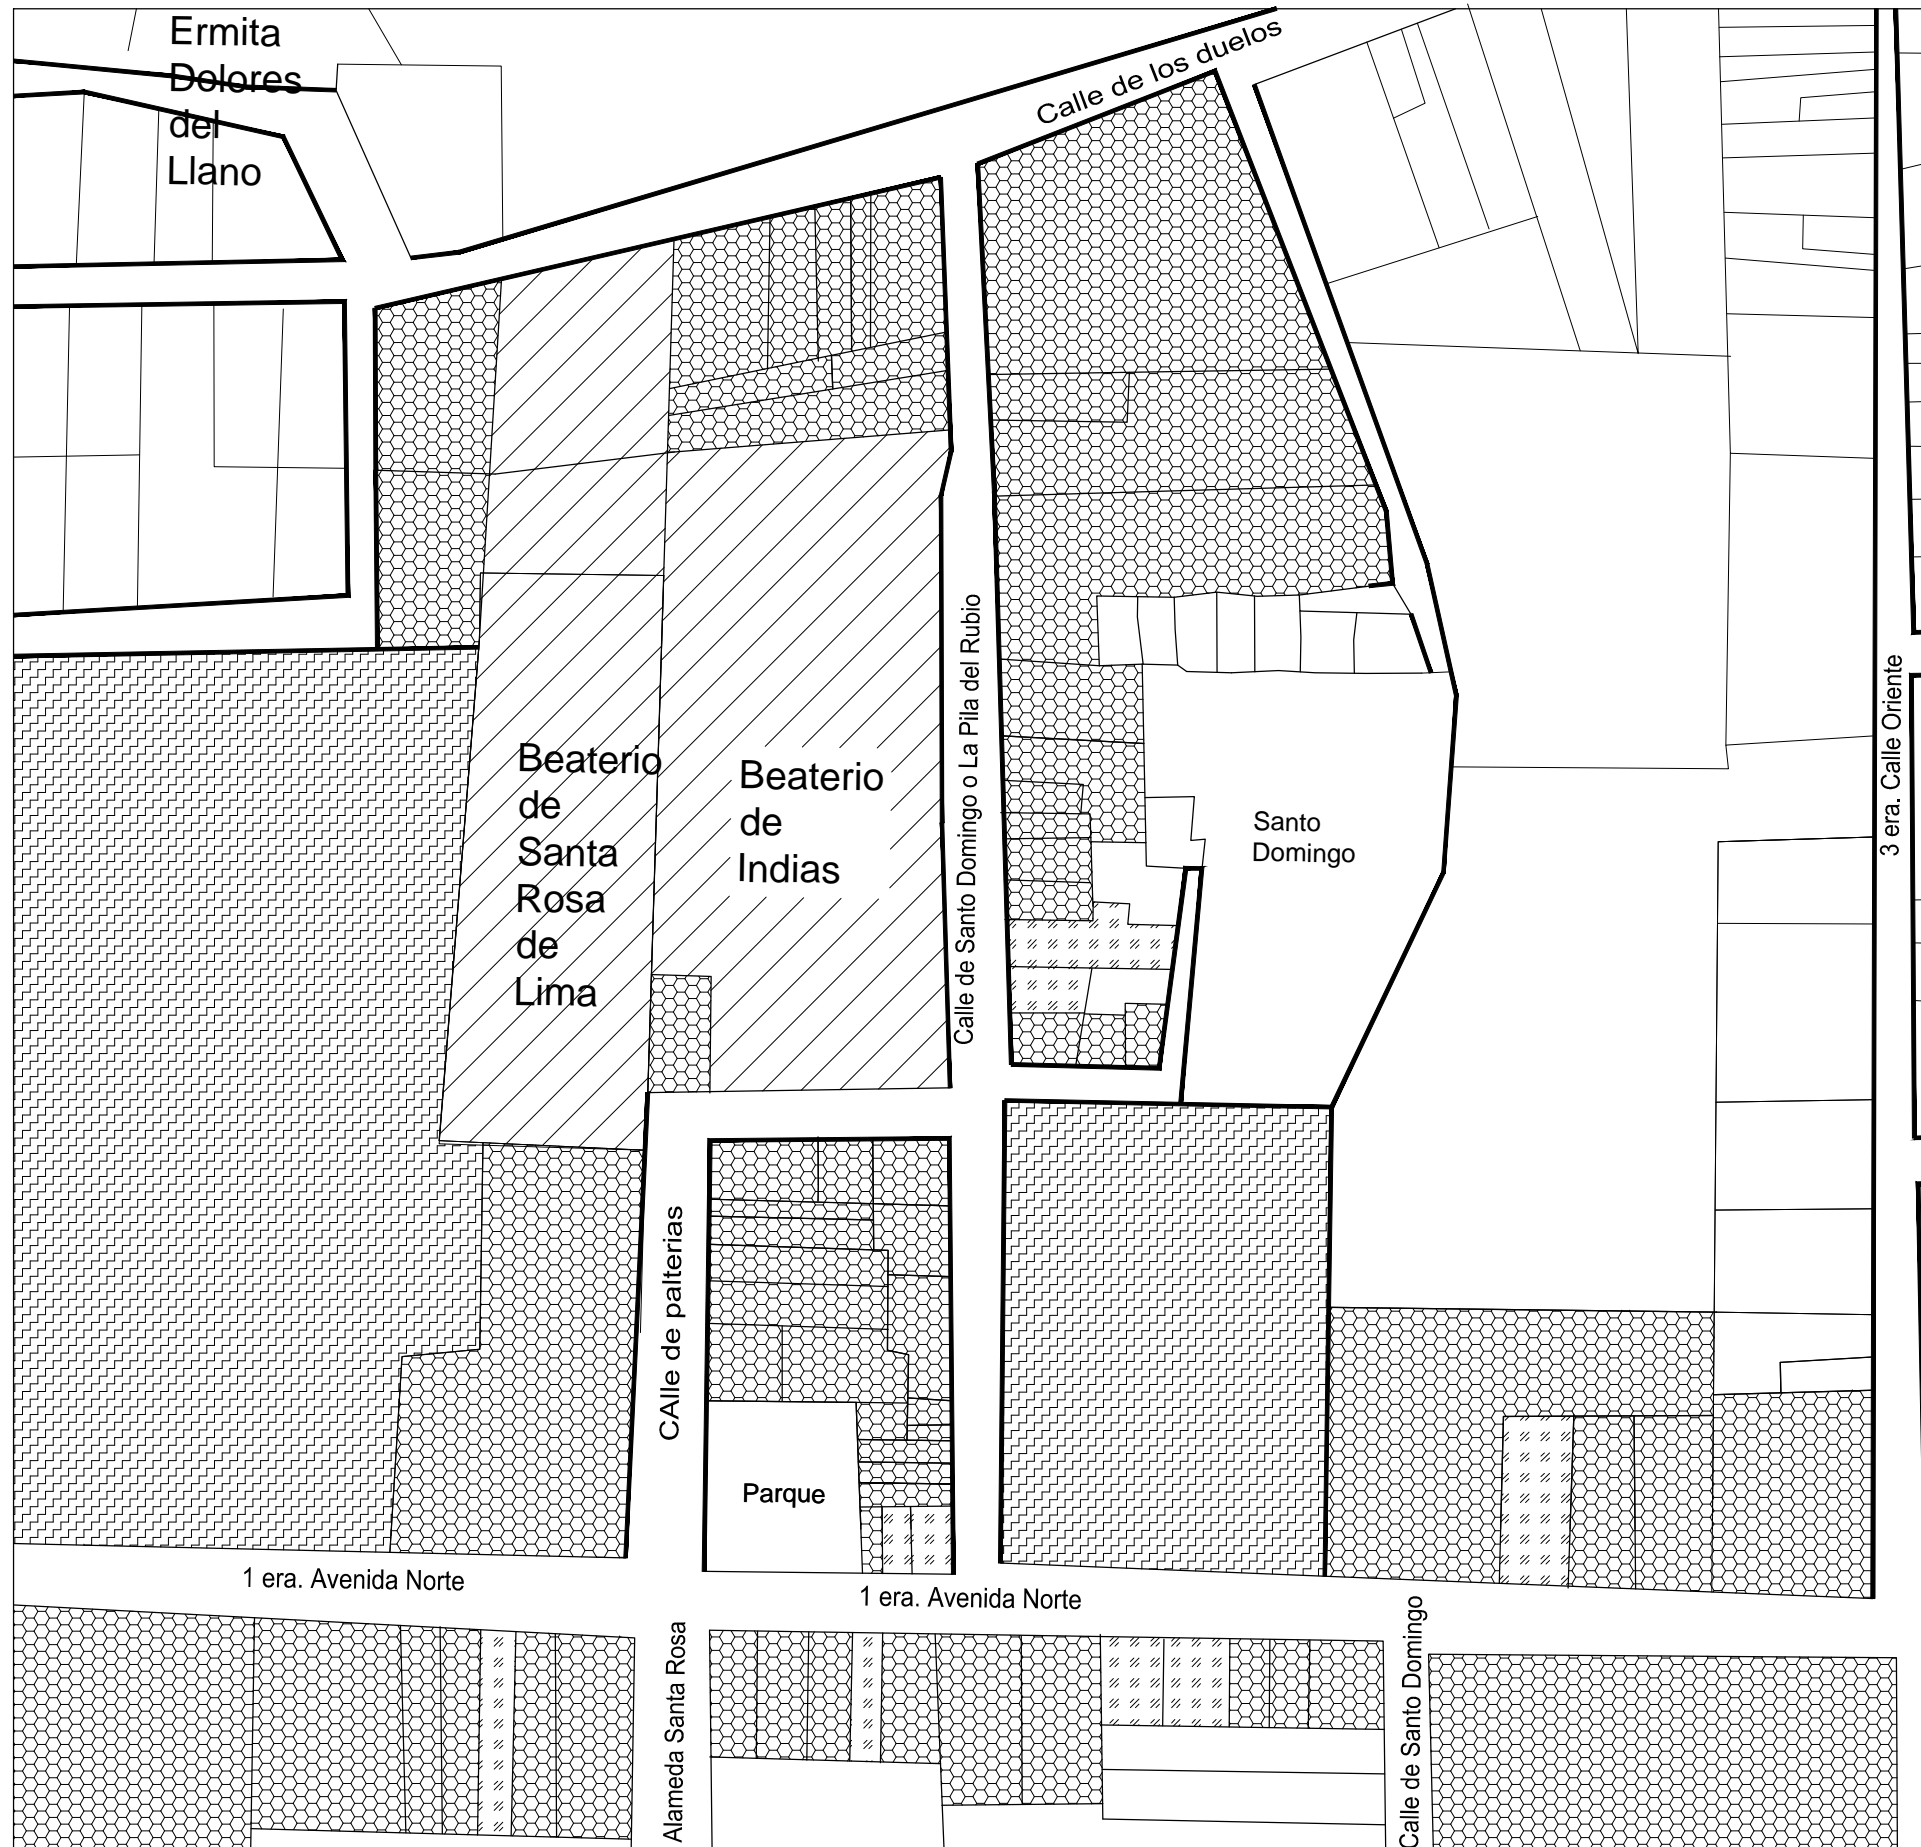 Ermita
Dolores
del
Llano
Calle de los duelos
Calle de Santo Domingo o La Pila del Rubio
3 era. Calle Oriente
Beaterio
de
Santa
Rosa
de
Lima
Beaterio
de
Indias
Santo
Domingo
CAlle de palterias
Parque
1 era. Avenida Norte
1 era. Avenida Norte
Alameda Santa Rosa
Calle de Santo Domingo